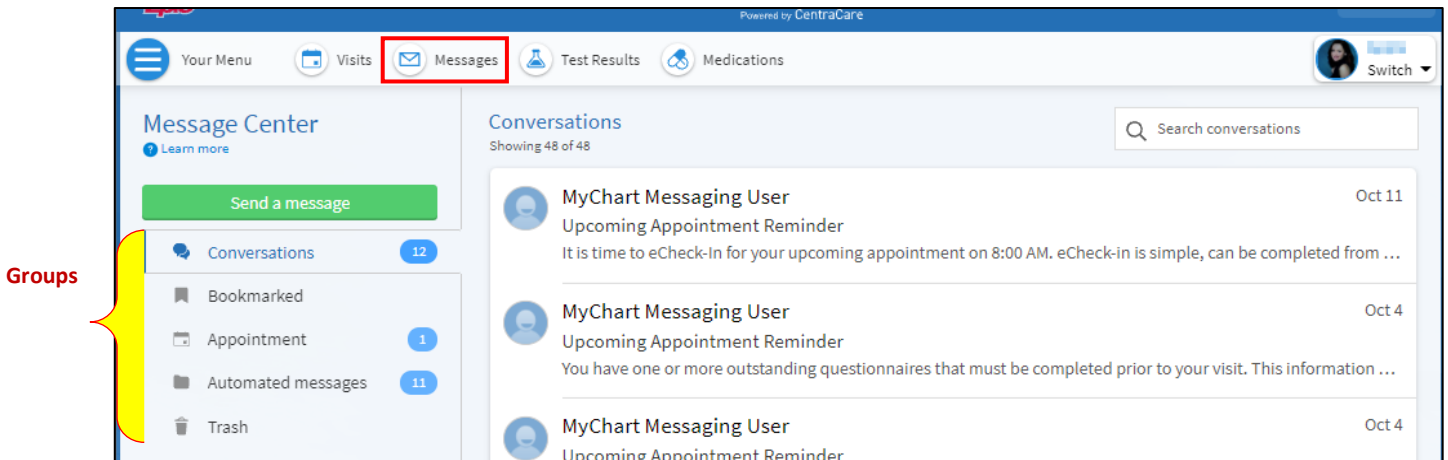 Powered by CentraCare
Your Menu
Visits
Messages
Test Results
Medications
Switch
Message Center
Learn more
Send a message
Groups
Conversations 12
Bookmarked
Appointment 1
Automated messages 11
Trash
Conversations
Showing 48 of 48
Search conversations
MyChart Messaging User Oct 11
Upcoming Appointment Reminder
It is time to eCheck-In for your upcoming appointment on 8:00 AM. eCheck-in is simple, can be completed from ...
MyChart Messaging User Oct 4
Upcoming Appointment Reminder
You have one or more outstanding questionnaires that must be completed prior to your visit. This information ...
MyChart Messaging User Oct 4
Upcoming Appointment Reminder